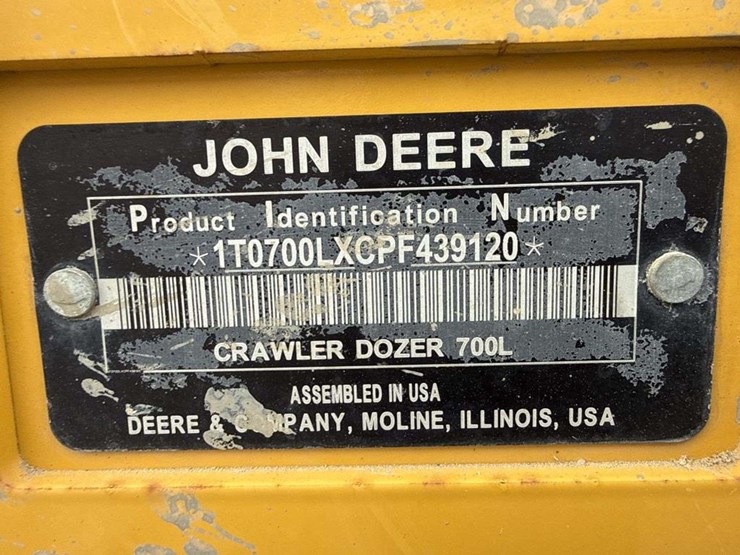 JOHN DEERE
Product Identification Number
*1T0700LXCPF439120*
CRAWLER DOZER 700L
ASSEMBLED IN USA
DEERE & COMPANY, MOLINE, ILLINOIS, USA